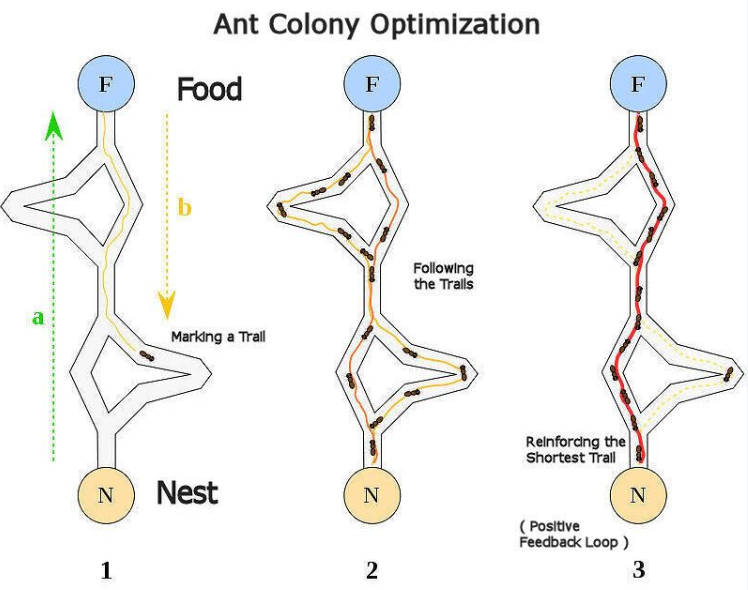 Ant Colony Optimization
F
Food
F
F
a
b
Marking a Trail
Following
the Trails
Reinforcing the
Shortest Trail
N
Nest
N
N
( Positive
Feedback Loop )
1
2
3